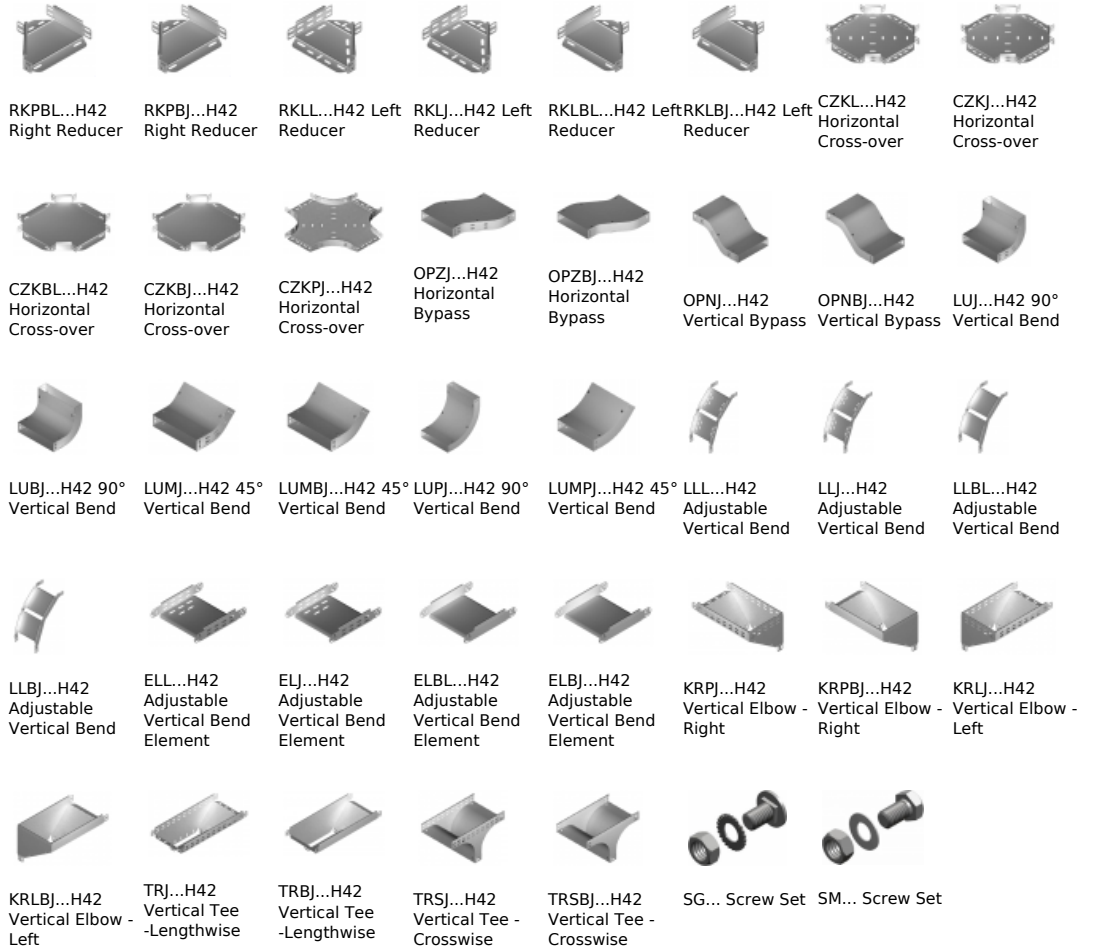 RKPBL...H42
Right Reducer
RKPBJ...H42
Right Reducer
RKLL...H42 Left
Reducer
RKLJ...H42 Left
Reducer
RKLBL...H42 Left
Reducer
RKLBJ...H42 Left
Reducer
CZKL...H42
Horizontal
Cross-over
CZKJ...H42
Horizontal
Cross-over
CZKBL...H42
Horizontal
Cross-over
CZKBJ...H42
Horizontal
Cross-over
CZKPJ...H42
Horizontal
Cross-over
OPZJ...H42
Horizontal
Bypass
OPZBJ...H42
Horizontal
Bypass
OPNJ...H42
Vertical Bypass
OPNBJ...H42
Vertical Bypass
LUJ...H42 90°
Vertical Bend
LUBJ...H42 90°
Vertical Bend
LUMJ...H42 45°
Vertical Bend
LUMBJ...H42 45°
Vertical Bend
LUPJ...H42 90°
Vertical Bend
LUMPJ...H42 45°
Vertical Bend
LLL...H42
Adjustable
Vertical Bend
LLJ...H42
Adjustable
Vertical Bend
LLBL...H42
Adjustable
Vertical Bend
LLBJ...H42
Adjustable
Vertical Bend
ELL...H42
Adjustable
Vertical Bend
Element
ELJ...H42
Adjustable
Vertical Bend
Element
ELBL...H42
Adjustable
Vertical Bend
Element
ELBJ...H42
Adjustable
Vertical Bend
Element
KRPJ...H42
Vertical Elbow -
Right
KRPBJ...H42
Vertical Elbow -
Right
KRLJ...H42
Vertical Elbow -
Left
KRLBJ...H42
Vertical Elbow -
Left
TRJ...H42
Vertical Tee
-Lengthwise
TRBJ...H42
Vertical Tee
-Lengthwise
TRSJ...H42
Vertical Tee -
Crosswise
TRSBJ...H42
Vertical Tee -
Crosswise
SG... Screw Set
SM... Screw Set